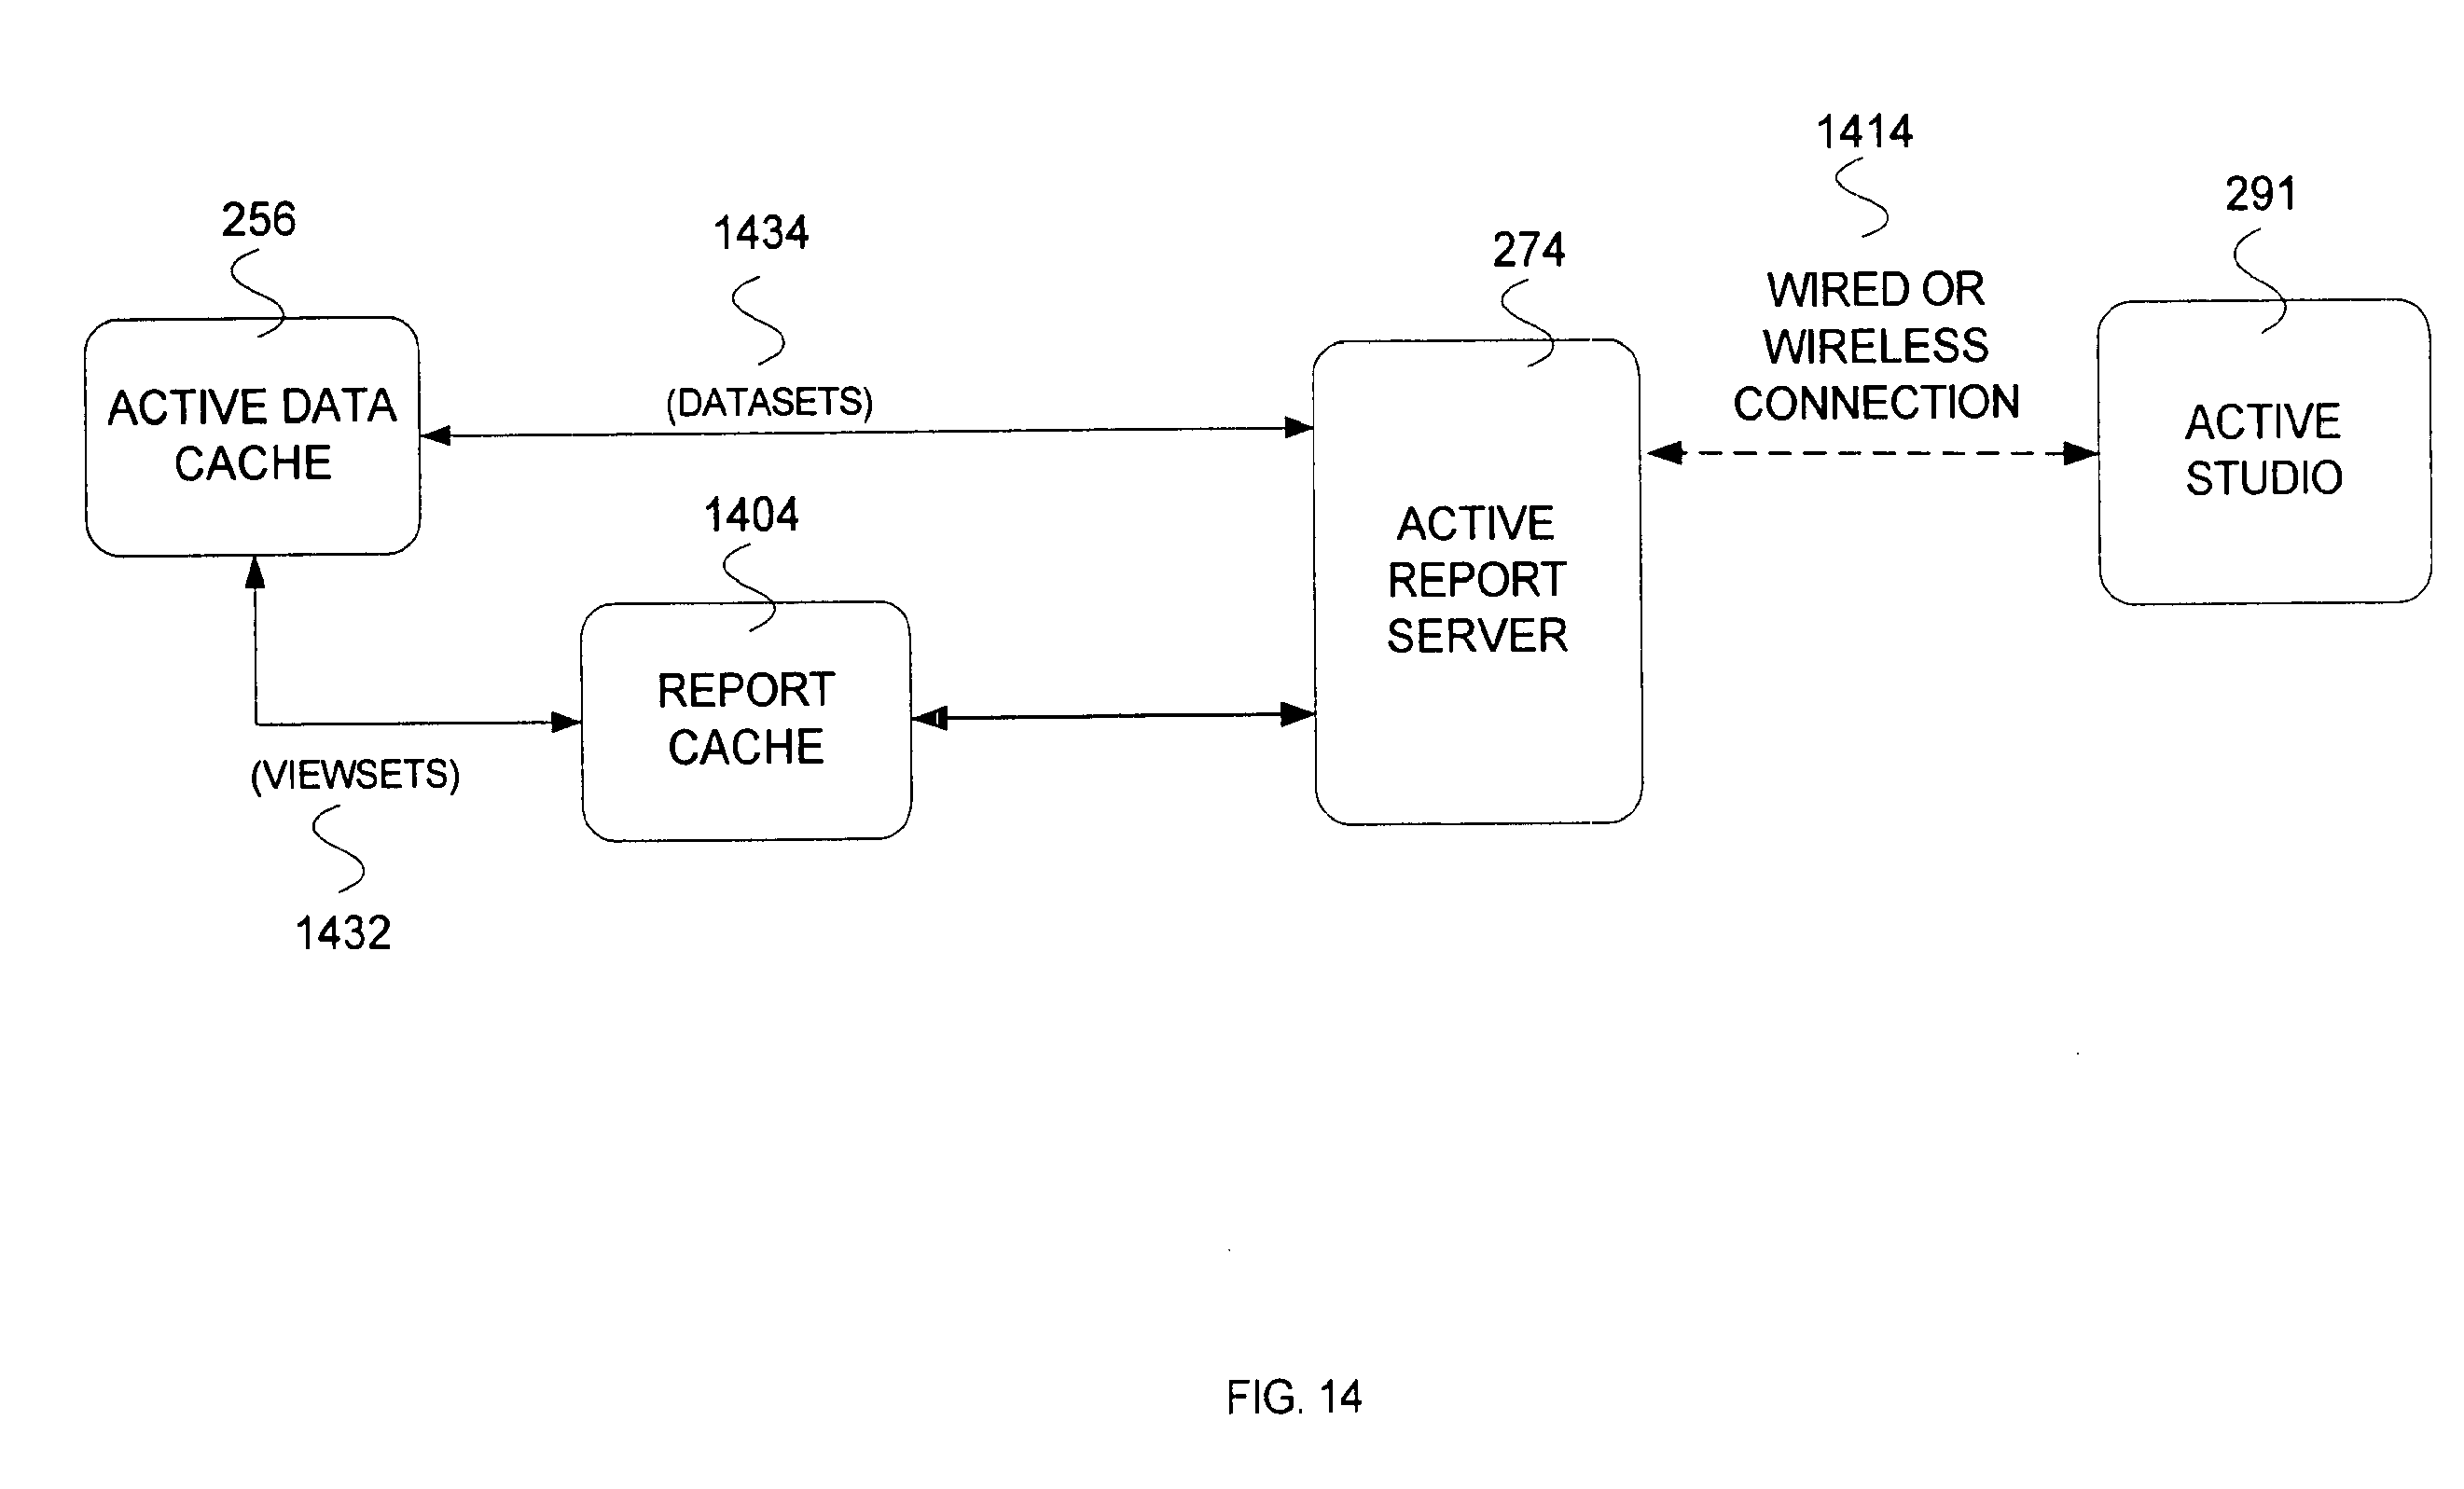 1414
291
256
1434
274
WIRED OR
WIRELESS
CONNECTION
(DATASETS)
ACTIVE DATA
CACHE
ACTIVE
STUDIO
1404
ACTIVE
REPORT
SERVER
REPORT
CACHE
(VIEWSETS)
1432
FIG. 14